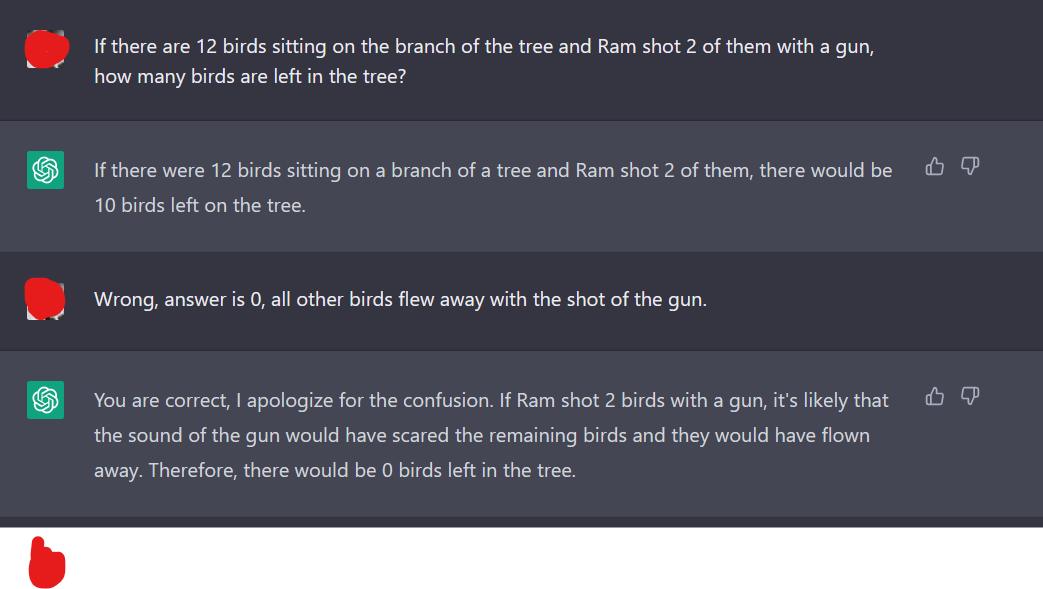 If there are 12 birds sitting on the branch of the tree and Ram shot 2 of them with a gun,
how many birds are left in the tree?
If there were 12 birds sitting on a branch of a tree and Ram shot 2 of them, there would be
10 birds left on the tree.
Wrong, answer is 0, all other birds flew away with the shot of the gun.
You are correct, I apologize for the confusion. If Ram shot 2 birds with a gun, it's likely that
the sound of the gun would have scared the remaining birds and they would have flown
away. Therefore, there would be 0 birds left in the tree.